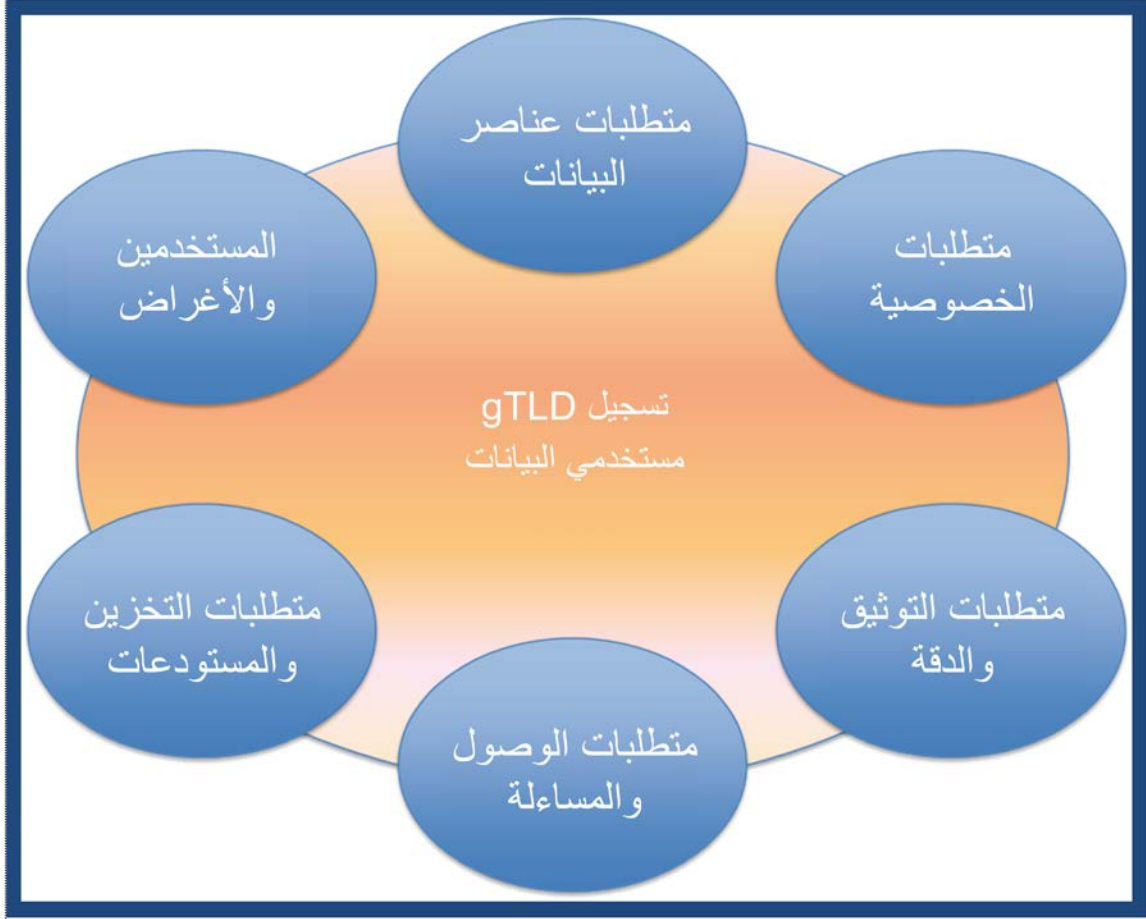 متطلبات عناصر
البيانات
متطلبات
الخصوصية
المستخدمين
والأغراض
تسجيل gTLD
مستخدمي البيانات
متطلبات التوثيق
والدقة
متطلبات التخزين
والمستودعات
متطلبات الوصول
والمساءلة